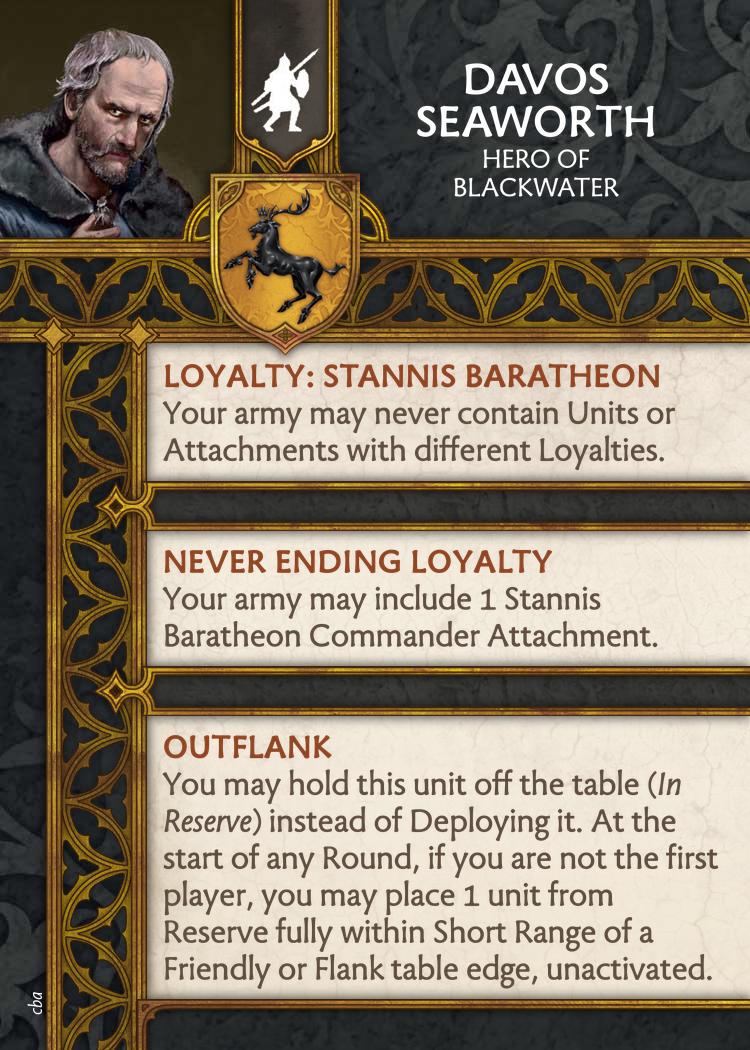 DAVOS
SEAWORTH
HERO OF
BLACKWATER
LOYALTY: STANNIS BARATHEON
Your army may never contain Units or
Attachments with different Loyalties.
NEVER ENDING LOYALTY
Your army may include 1 Stannis
Baratheon Commander Attachment.
OUTFLANK
You may hold this unit off the table (In
Reserve) instead of Deploying it. At the
start of any Round, if you are not the first
player, you may place 1 unit from
Reserve fully within Short Range of a
Friendly or Flank table edge, unactivated.
cba